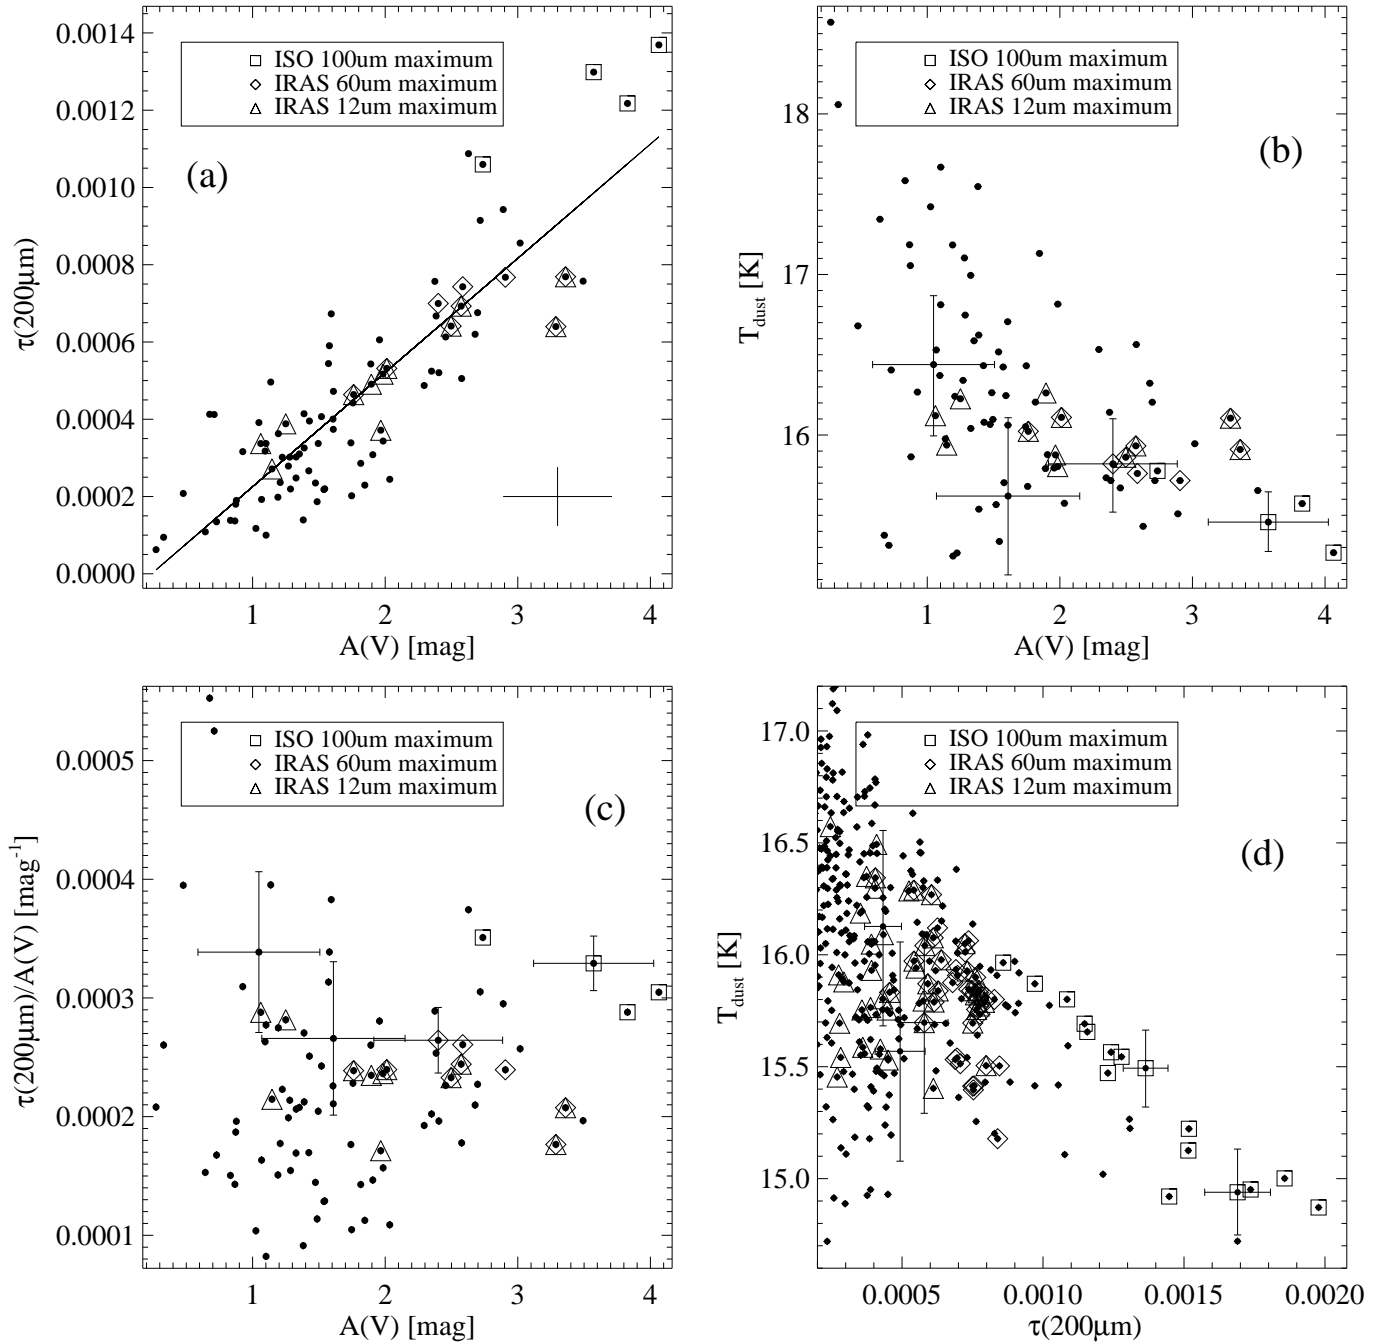 0.0014
0.0012
0.0010
0.0008
0.0006
0.0004
0.0002
0.0000
τ(200μm)
ISO 100um maximum
IRAS 60um maximum
IRAS 12um maximum
(a)
1 2 3 4
A(V) [mag]
18
17
16
T_dust [K]
ISO 100um maximum
IRAS 60um maximum
IRAS 12um maximum
(b)
1 2 3 4
A(V) [mag]
0.0005
0.0004
0.0003
0.0002
0.0001
τ(200μm)/A(V) [mag⁻¹]
ISO 100um maximum
IRAS 60um maximum
IRAS 12um maximum
(c)
1 2 3 4
A(V) [mag]
17.0
16.5
16.0
15.5
15.0
T_dust [K]
ISO 100um maximum
IRAS 60um maximum
IRAS 12um maximum
(d)
0.0005 0.0010 0.0015 0.0020
τ(200μm)